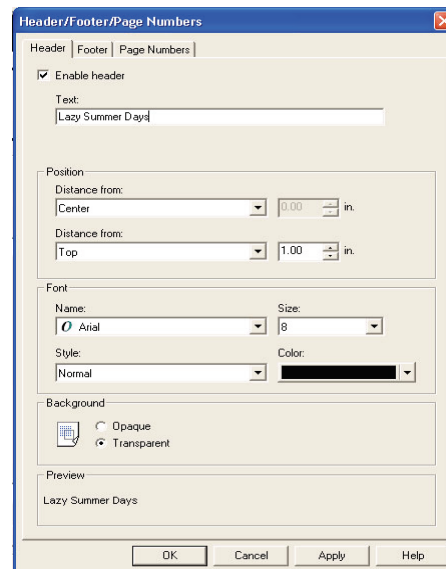 Header/Footer/Page Numbers
Header Footer Page Numbers
Enable header
Text:
Lazy Summer Days
Position
Distance from:
Center 0.00 in.
Distance from:
Top 1.00 in.
Font
Name: Size:
O Arial 8
Style: Color:
Normal
Background
Opaque
Transparent
Preview
Lazy Summer Days
OK Cancel Apply Help